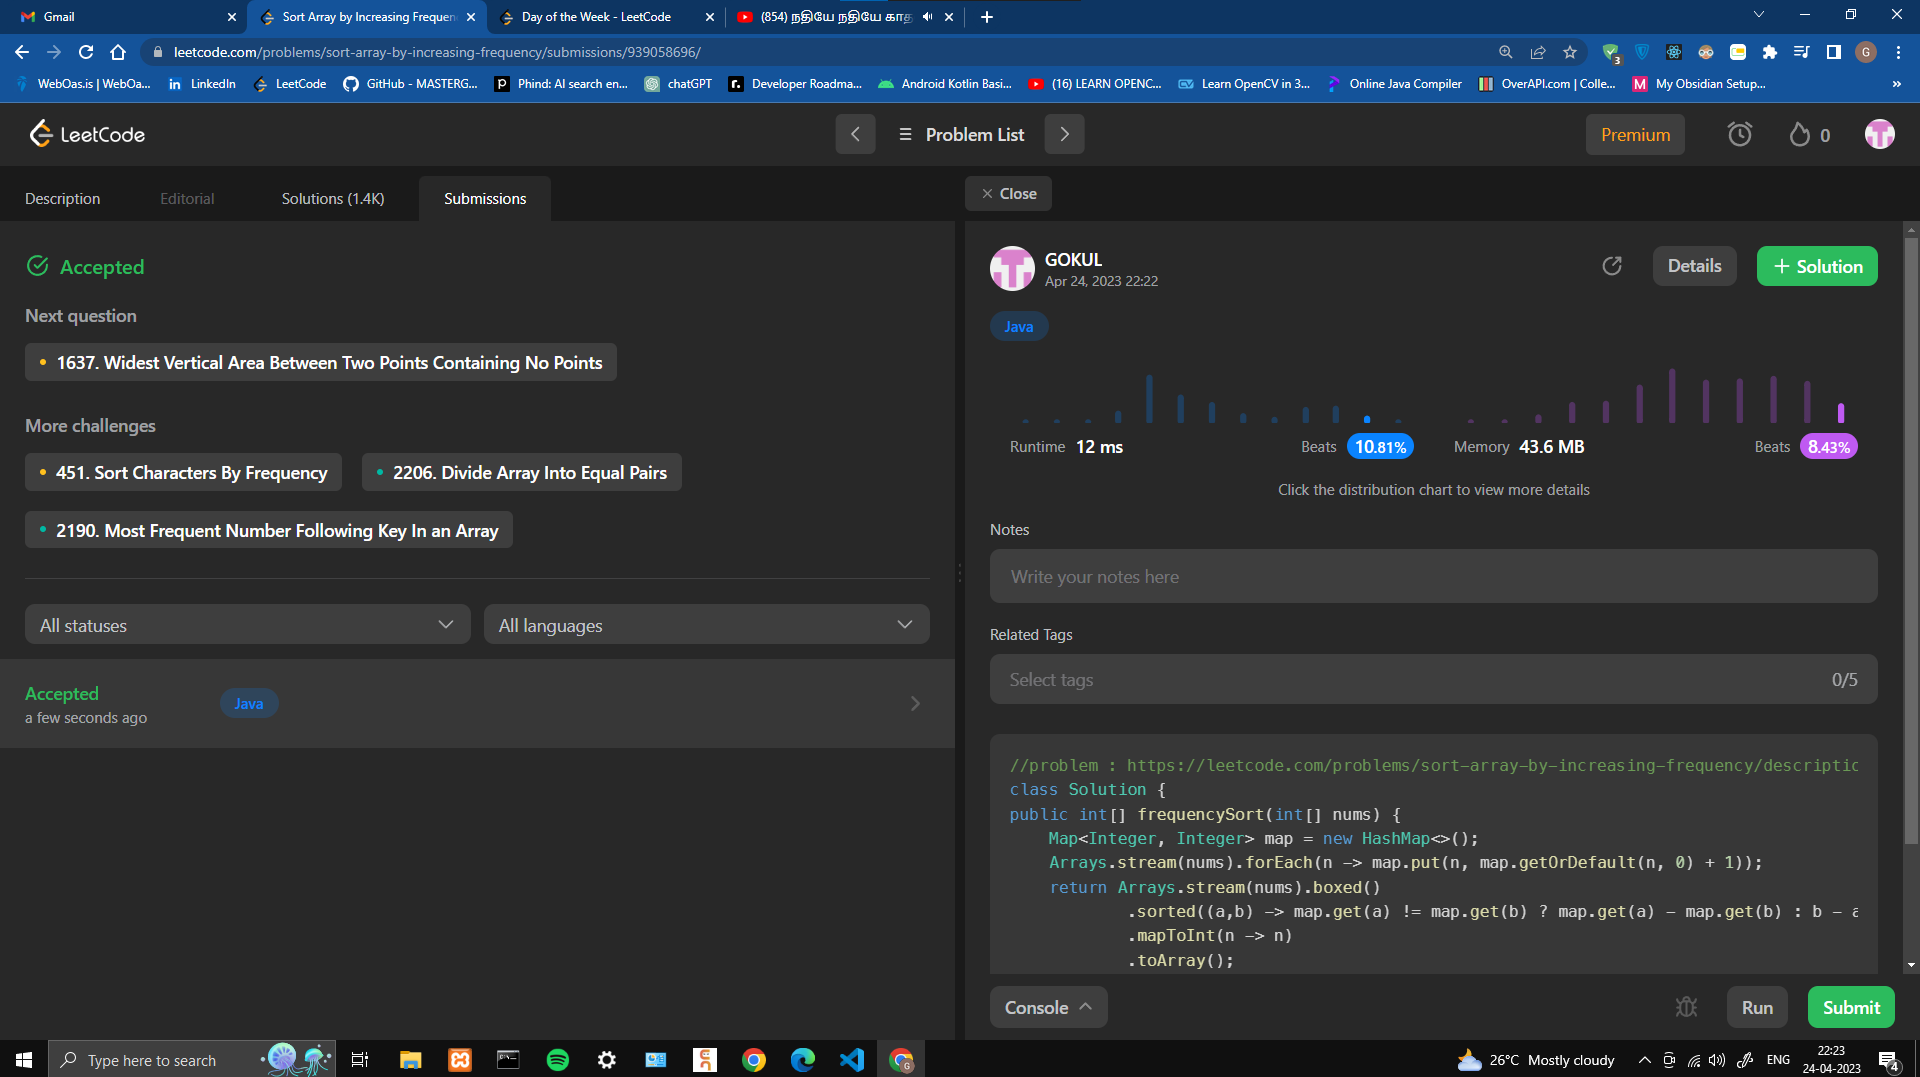 Gmail
Sort Array by Increasing Frequen
Day of the Week - LeetCode
(854) நதியே நதியே காத
leetcode.com/problems/sort-array-by-increasing-frequency/submissions/939058696/
3
G
WebOas.is | WebOa...
LinkedIn
LeetCode
GitHub - MASTERG...
Phind: AI search en...
chatGPT
Developer Roadma...
Android Kotlin Basi...
(16) LEARN OPENC...
Learn OpenCV in 3...
Online Java Compiler
OverAPI.com | Colle...
My Obsidian Setup...
»
LeetCode
Problem List
Premium
0
Description
Editorial
Solutions (1.4K)
Submissions
Close
Accepted
Next question
1637. Widest Vertical Area Between Two Points Containing No Points
More challenges
451. Sort Characters By Frequency
2206. Divide Array Into Equal Pairs
2190. Most Frequent Number Following Key In an Array
All statuses
All languages
Accepted
a few seconds ago
Java
GOKUL
Apr 24, 2023 22:22
Details
+ Solution
Java
Runtime 12 ms
Beats 10.81%
Memory 43.6 MB
Beats 8.43%
Click the distribution chart to view more details
Notes
Write your notes here
Related Tags
Select tags
0/5
//problem : https://leetcode.com/problems/sort-array-by-increasing-frequency/descriptio
class Solution {
public int[] frequencySort(int[] nums) {
Map<Integer, Integer> map = new HashMap<>();
Arrays.stream(nums).forEach(n -> map.put(n, map.getOrDefault(n, 0) + 1));
return Arrays.stream(nums).boxed()
.sorted((a,b) -> map.get(a) != map.get(b) ? map.get(a) - map.get(b) : b - a
.mapToInt(n -> n)
.toArray();
Console
Run
Submit
Type here to search
26°C Mostly cloudy
ENG
22:23
24-04-2023
4